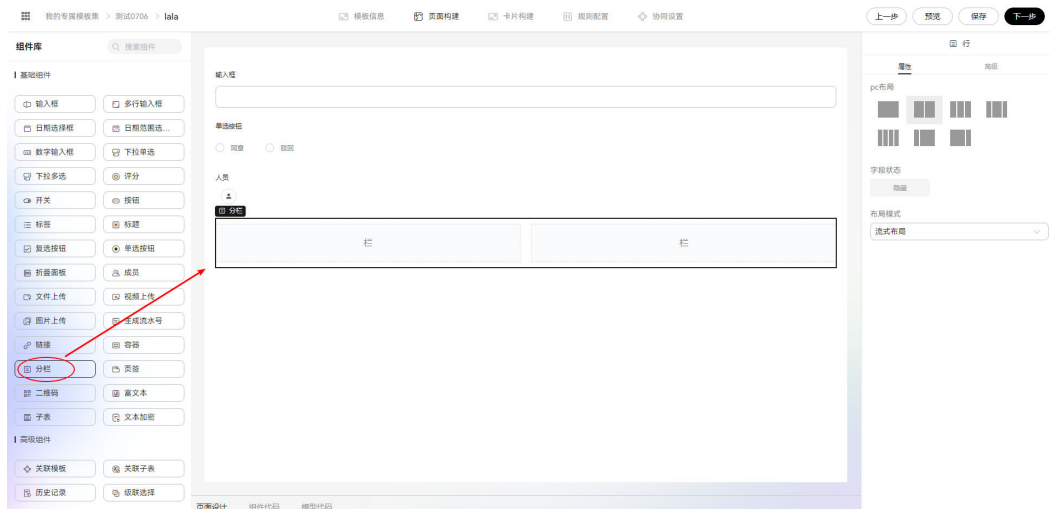 我的专属模板集 > 测试0706 > lala
模板信息
页面构建
卡片构建
规则配置
协同设置
上一步
预览
保存
下一步
组件库
搜索组件
基础组件
输入框
多行输入框
日期选择框
日期范围选...
数字输入框
下拉单选
下拉多选
评分
开关
按钮
标签
标题
复选按钮
单选按钮
折叠面板
成员
文件上传
视频上传
图片上传
生成流水号
链接
容器
分栏
页签
二维码
富文本
子表
文本加密
高级组件
关联模板
关联子表
历史记录
级联选择
输入框
单选按钮
同意
驳回
人员
分栏
栏
栏
页面设计
组件代码
模型代码
行
属性
高级
pc布局
字段状态
隐藏
布局模式
流式布局